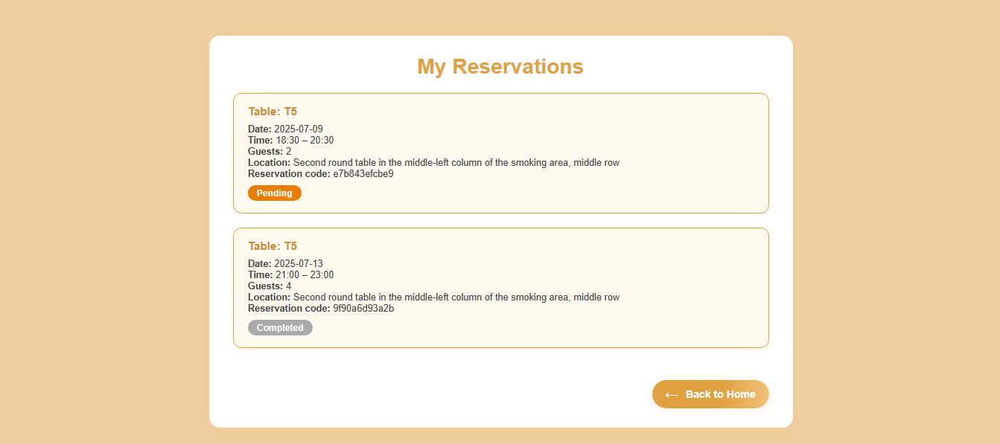 My Reservations
Table: T5
Date: 2025-07-09
Time: 18:30 – 20:30
Guests: 2
Location: Second round table in the middle-left column of the smoking area, middle row
Reservation code: e7b843efcbe9
Pending
Table: T5
Date: 2025-07-13
Time: 21:00 – 23:00
Guests: 4
Location: Second round table in the middle-left column of the smoking area, middle row
Reservation code: 9f90a6d93a2b
Completed
← Back to Home